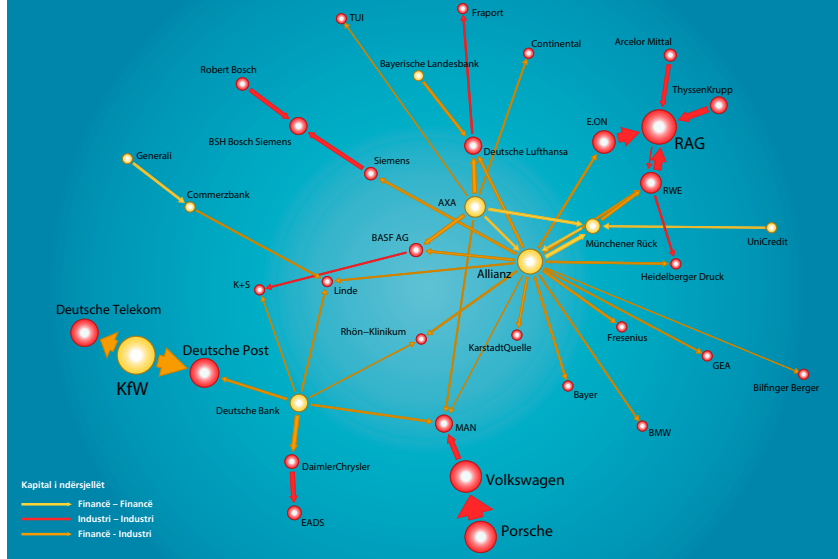 TUI
Fraport
Continental
Arcelor Mittal
Bayerische Landesbank
Robert Bosch
ThyssenKrupp
E.ON
RAG
BSH Bosch Siemens
Deutsche Lufthansa
Generali
Siemens
RWE
Commerzbank
AXA
BASF AG
Münchener Rück
UniCredit
Allianz
Heidelberger Druck
K+S
Linde
Deutsche Telekom
Rhön–Klinikum
KarstadtQuelle
Fresenius
Deutsche Post
GEA
KfW
Bilfinger Berger
Bayer
Deutsche Bank
MAN
BMW
DaimlerChrysler
Volkswagen
EADS
Porsche
Kapital i ndërsjellët
Financë – Financë
Industri – Industri
Financë - Industri